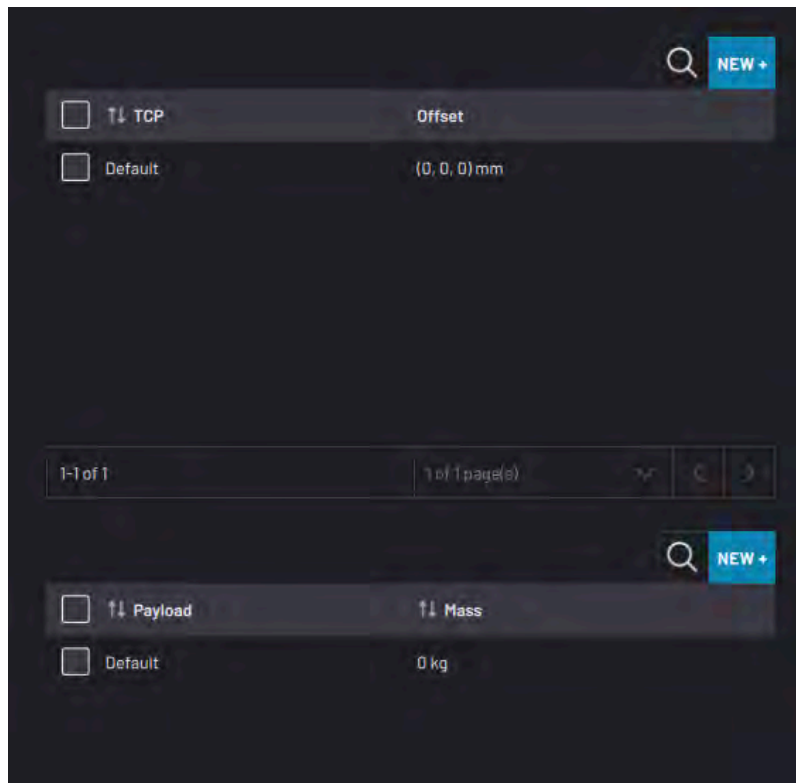 NEW +
↑↓ TCP Offset
Default (0, 0, 0) mm
1-1 of 1 1 of 1 page(s)
NEW +
↑↓ Payload ↑↓ Mass
Default 0 kg